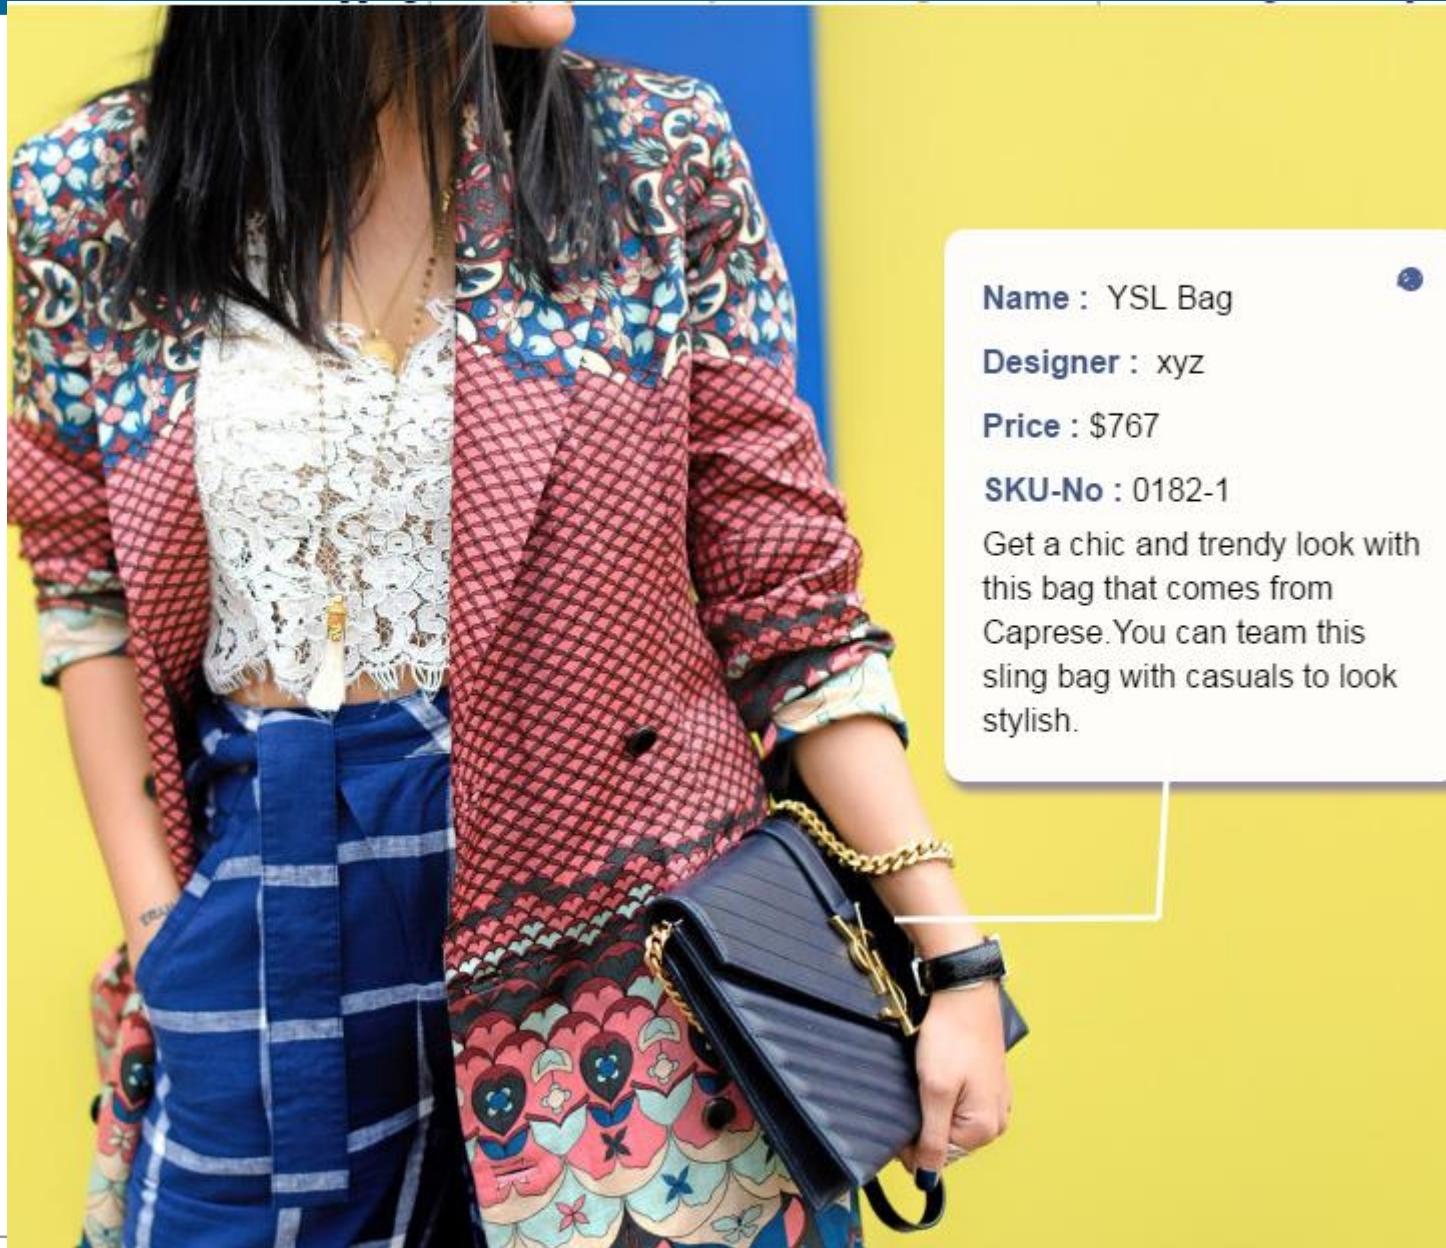 Name : YSL Bag
Designer : xyz
Price : $767
SKU-No : 0182-1
Get a chic and trendy look with
this bag that comes from
Caprese.You can team this
sling bag with casuals to look
stylish.
YSL